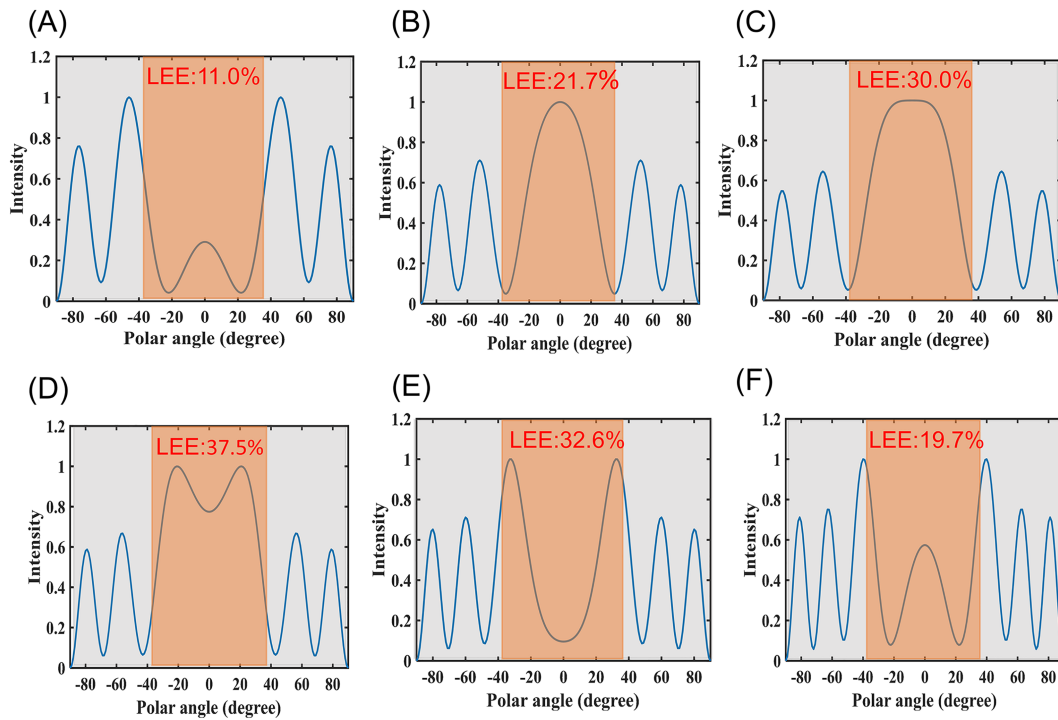 (A)
LEE:11.0%
1.2
1
0.8
0.6
0.4
0.2
0
Intensity
-80 -60 -40 -20 0 20 40 60 80
Polar angle (degree)
(B)
LEE:21.7%
1.2
1
0.8
0.6
0.4
0.2
0
Intensity
-80 -60 -40 -20 0 20 40 60 80
Polar angle (degree)
(C)
LEE:30.0%
1.2
1
0.8
0.6
0.4
0.2
0
Intensity
-80 -60 -40 -20 0 20 40 60 80
Polar angle (degree)
(D)
LEE:37.5%
1.2
1
0.8
0.6
0.4
0.2
0
Intensity
-80 -60 -40 -20 0 20 40 60 80
Polar angle (degree)
(E)
LEE:32.6%
1.2
1
0.8
0.6
0.4
0.2
0
Intensity
-80 -60 -40 -20 0 20 40 60 80
Polar angle (degree)
(F)
LEE:19.7%
1.2
1
0.8
0.6
0.4
0.2
0
Intensity
-80 -60 -40 -20 0 20 40 60 80
Polar angle (degree)